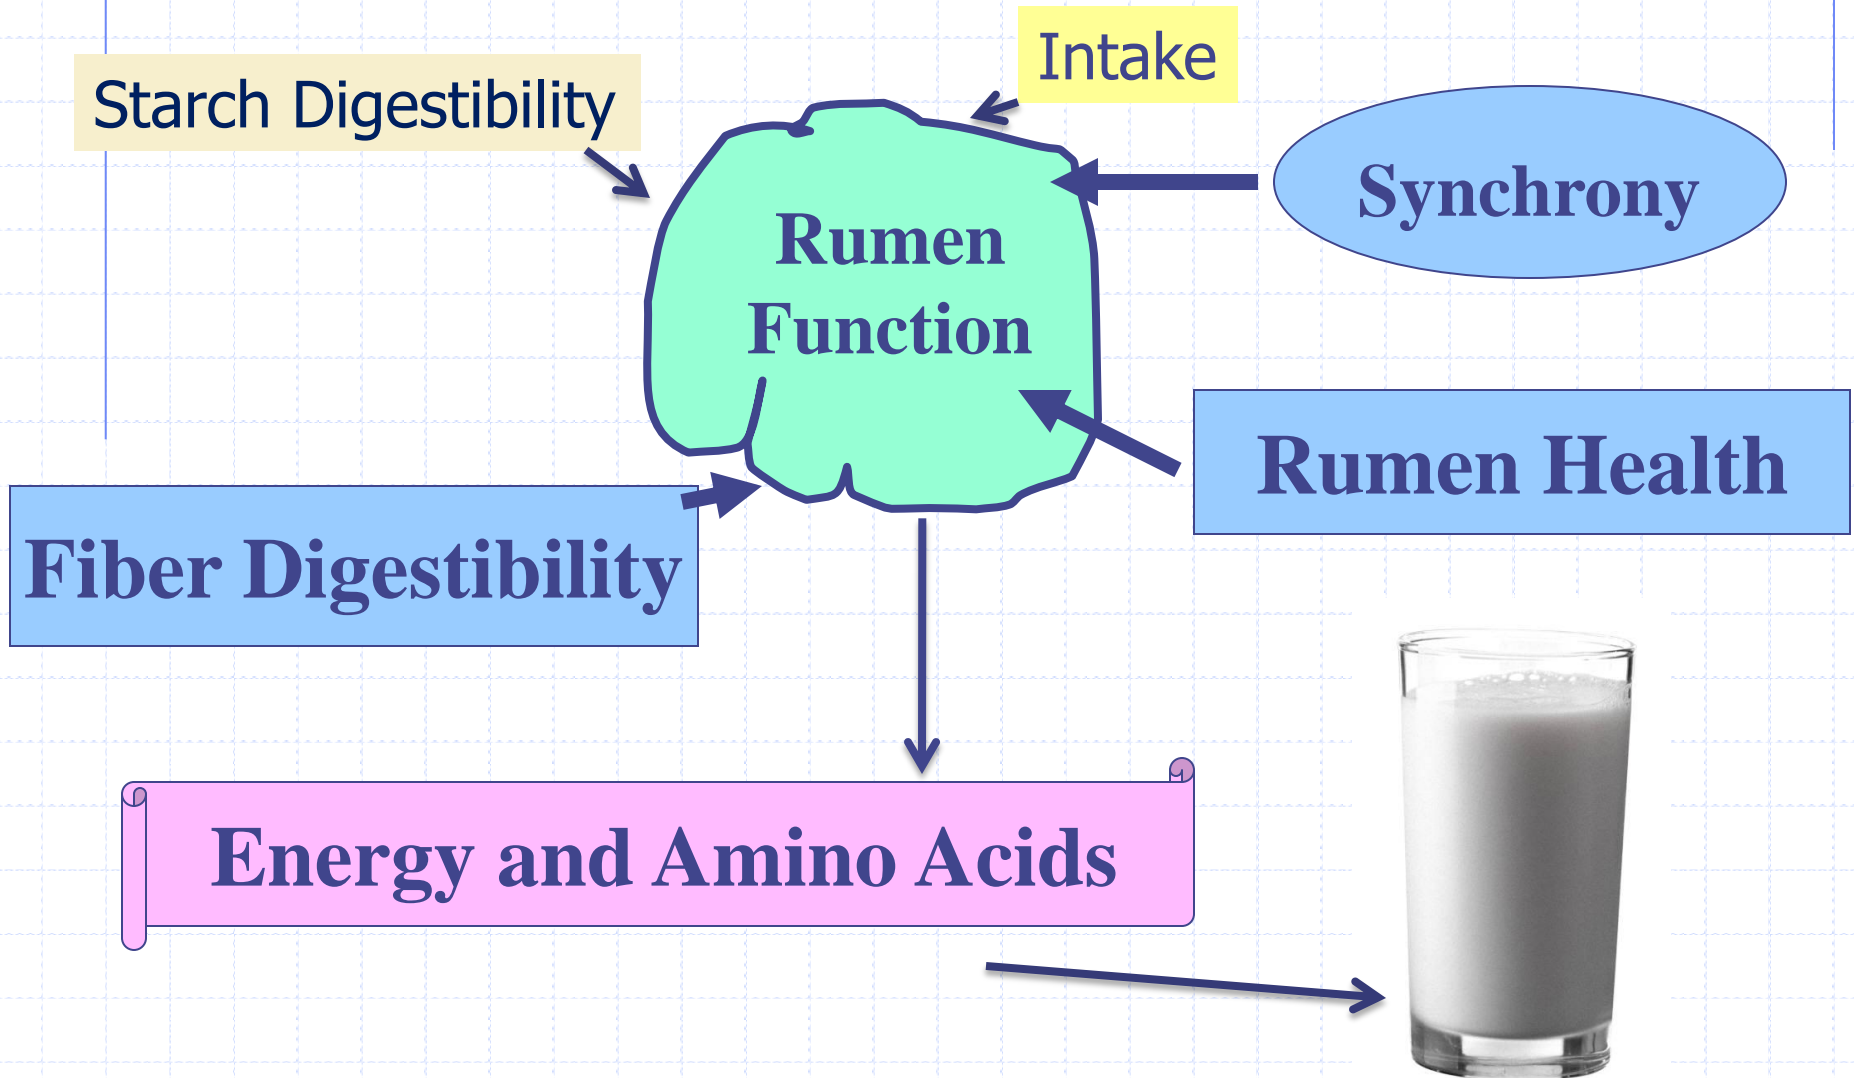 Intake
Starch Digestibility
Synchrony
Rumen
Function
Rumen Health
Fiber Digestibility
Energy and Amino Acids